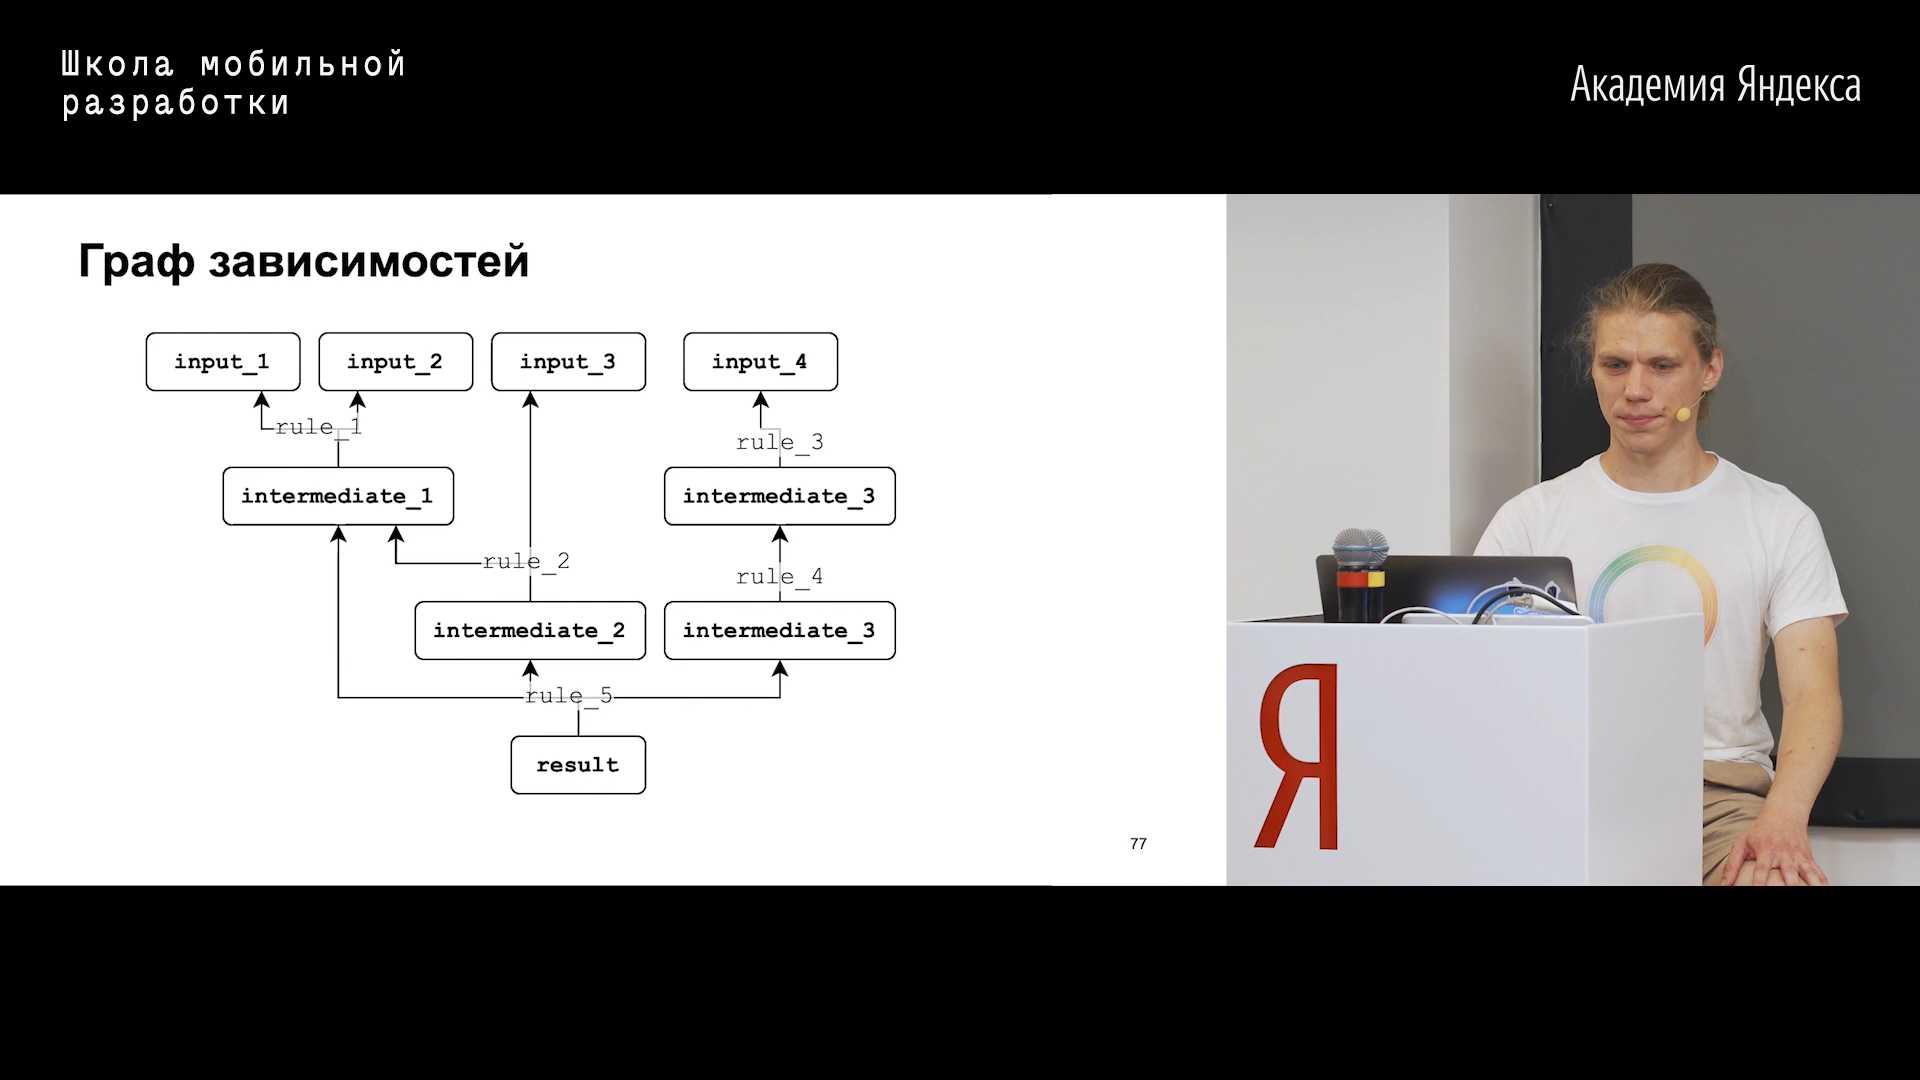 Школа мобильной
разработки
Академия Яндекса
Граф зависимостей
input_1
input_2
input_3
input_4
rule_1
rule_3
intermediate_1
intermediate_3
rule_2
rule_4
intermediate_2
intermediate_3
rule_5
result
77
Я